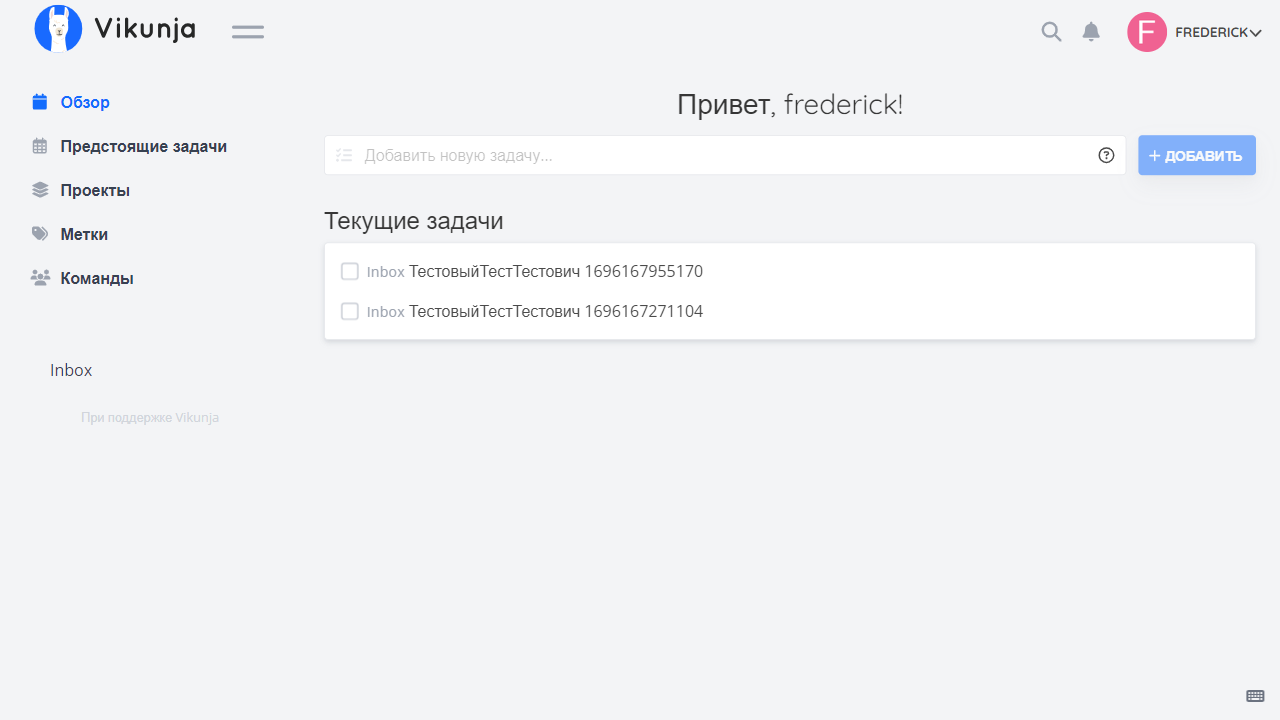 Vikunja
F FREDERICK
Обзор
Предстоящие задачи
Проекты
Метки
Команды
Inbox
При поддержке Vikunja
Привет, frederick!
Добавить новую задачу...
+ ДОБАВИТЬ
Текущие задачи
Inbox ТестовыйТестТестович 1696167955170
Inbox ТестовыйТестТестович 1696167271104